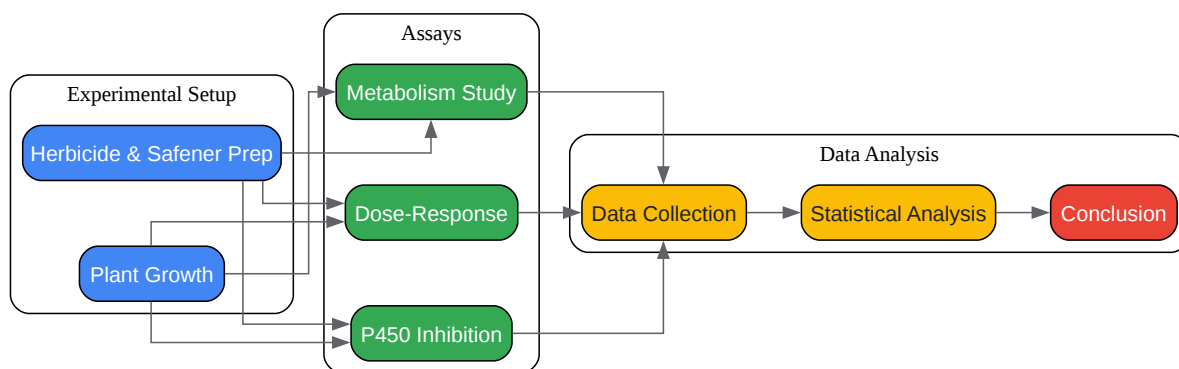 Experimental Setup
Herbicide & Safener Prep
Plant Growth
Assays
Metabolism Study
Dose-Response
P450 Inhibition
Data Analysis
Data Collection
Statistical Analysis
Conclusion